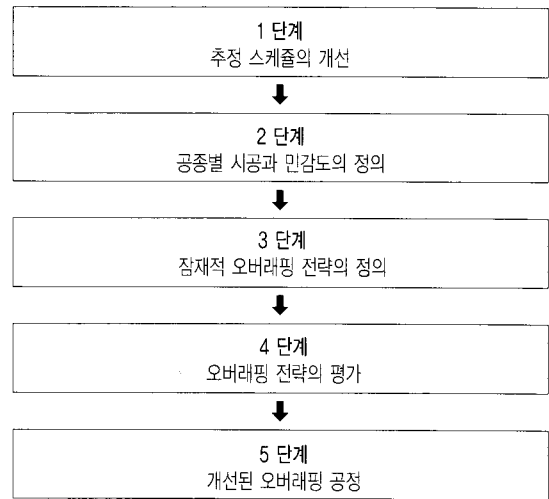 1 단계
추정 스케쥴의 개선
2 단계
공종별 시공과 민감도의 정의
3 단계
잠재적 오버래핑 전략의 정의
4 단계
오버래핑 전략의 평가
5 단계
개선된 오버래핑 공정